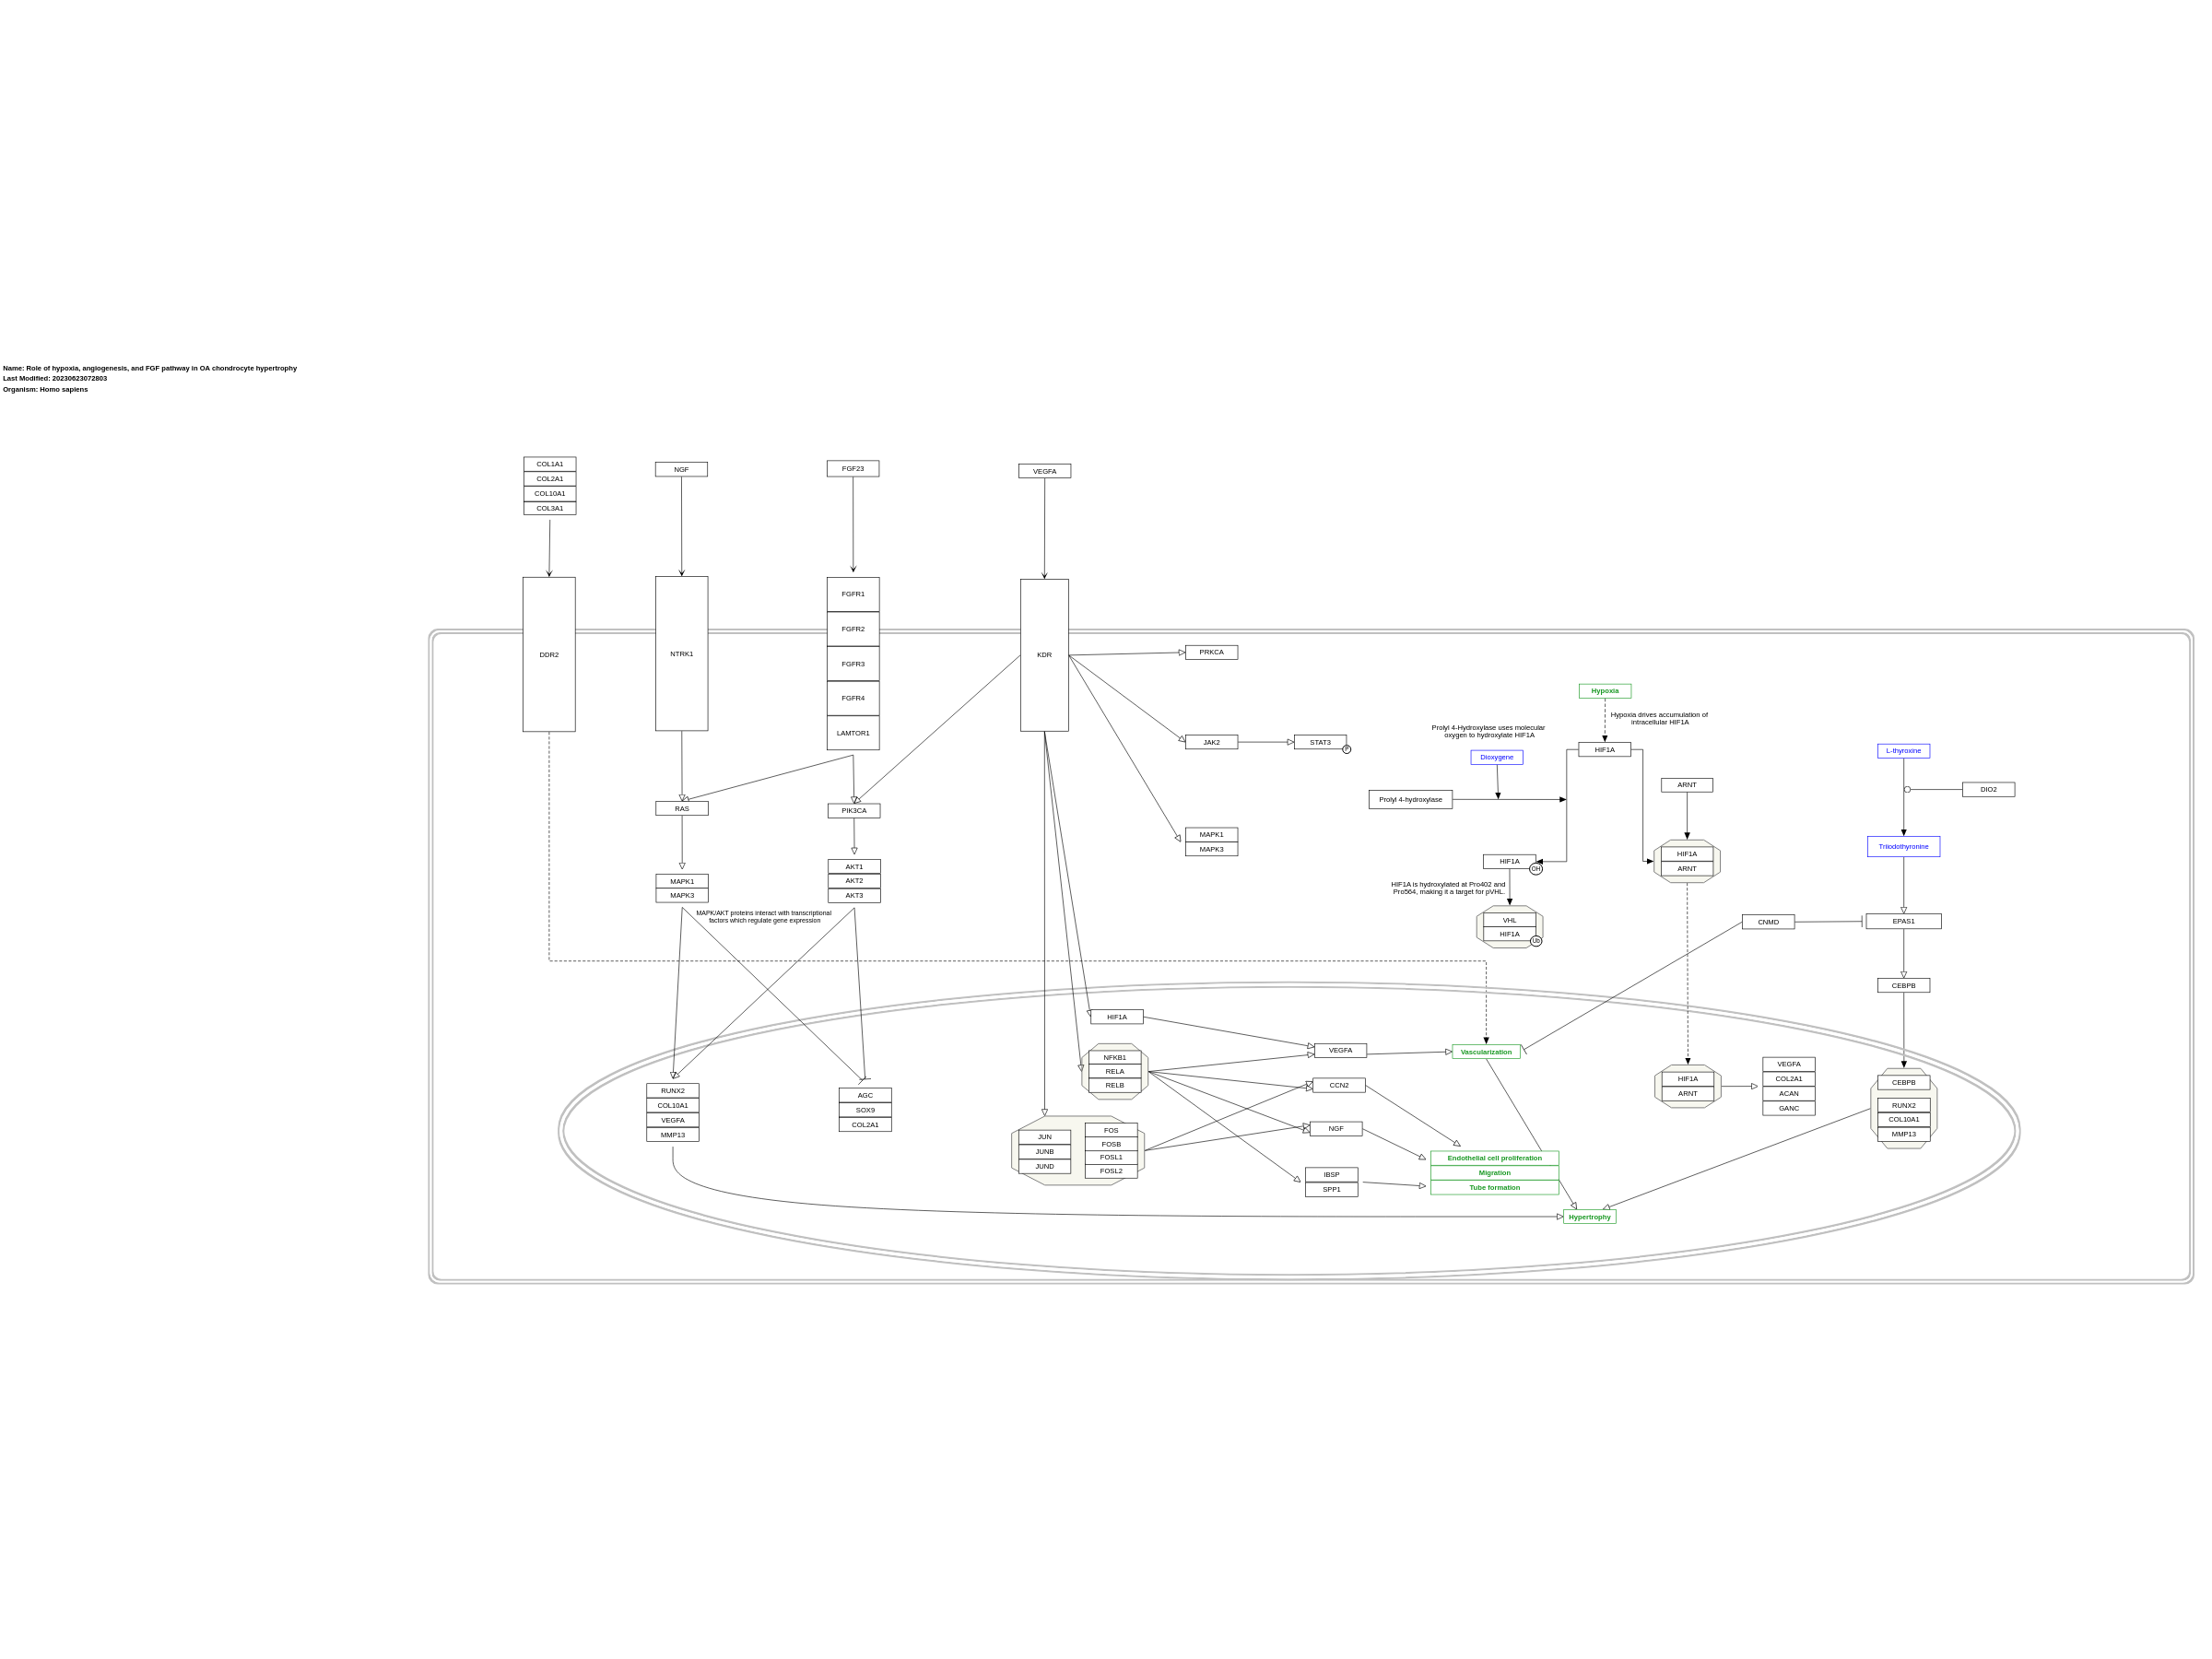 Name: Role of hypoxia, angiogenesis, and FGF pathway in OA chondrocyte hypertrophy
Last Modified: 20230623072803
Organism: Homo sapiens
COL1A1
COL2A1
COL10A1
COL3A1
NGF
FGF23
VEGFA
DDR2
NTRK1
FGFR1
FGFR2
FGFR3
FGFR4
LAMTOR1
KDR
PRKCA
JAK2
STAT3
P
MAPK1
MAPK3
Hypoxia
Hypoxia drives accumulation of
intracellular HIF1A
Prolyl 4-Hydroxylase uses molecular
oxygen to hydroxylate HIF1A
Dioxygene
HIF1A
Prolyl 4-hydroxylase
ARNT
L-thyroxine
DIO2
Triiodothyronine
RAS
PIK3CA
MAPK1
MAPK3
AKT1
AKT2
AKT3
MAPK/AKT proteins interact with transcriptional
factors which regulate gene expression
HIF1A
OH
HIF1A is hydroxylated at Pro402 and
Pro564, making it a target for pVHL.
VHL
HIF1A
Ub
HIF1A
ARNT
CNMD
EPAS1
CEBPB
HIF1A
NFKB1
RELA
RELB
VEGFA
CCN2
NGF
IBSP
SPP1
Vascularization
Endothelial cell proliferation
Migration
Tube formation
Hypertrophy
RUNX2
COL10A1
VEGFA
MMP13
AGC
SOX9
COL2A1
JUN
JUNB
JUND
FOS
FOSB
FOSL1
FOSL2
HIF1A
ARNT
VEGFA
COL2A1
ACAN
GANC
CEBPB
RUNX2
COL10A1
MMP13